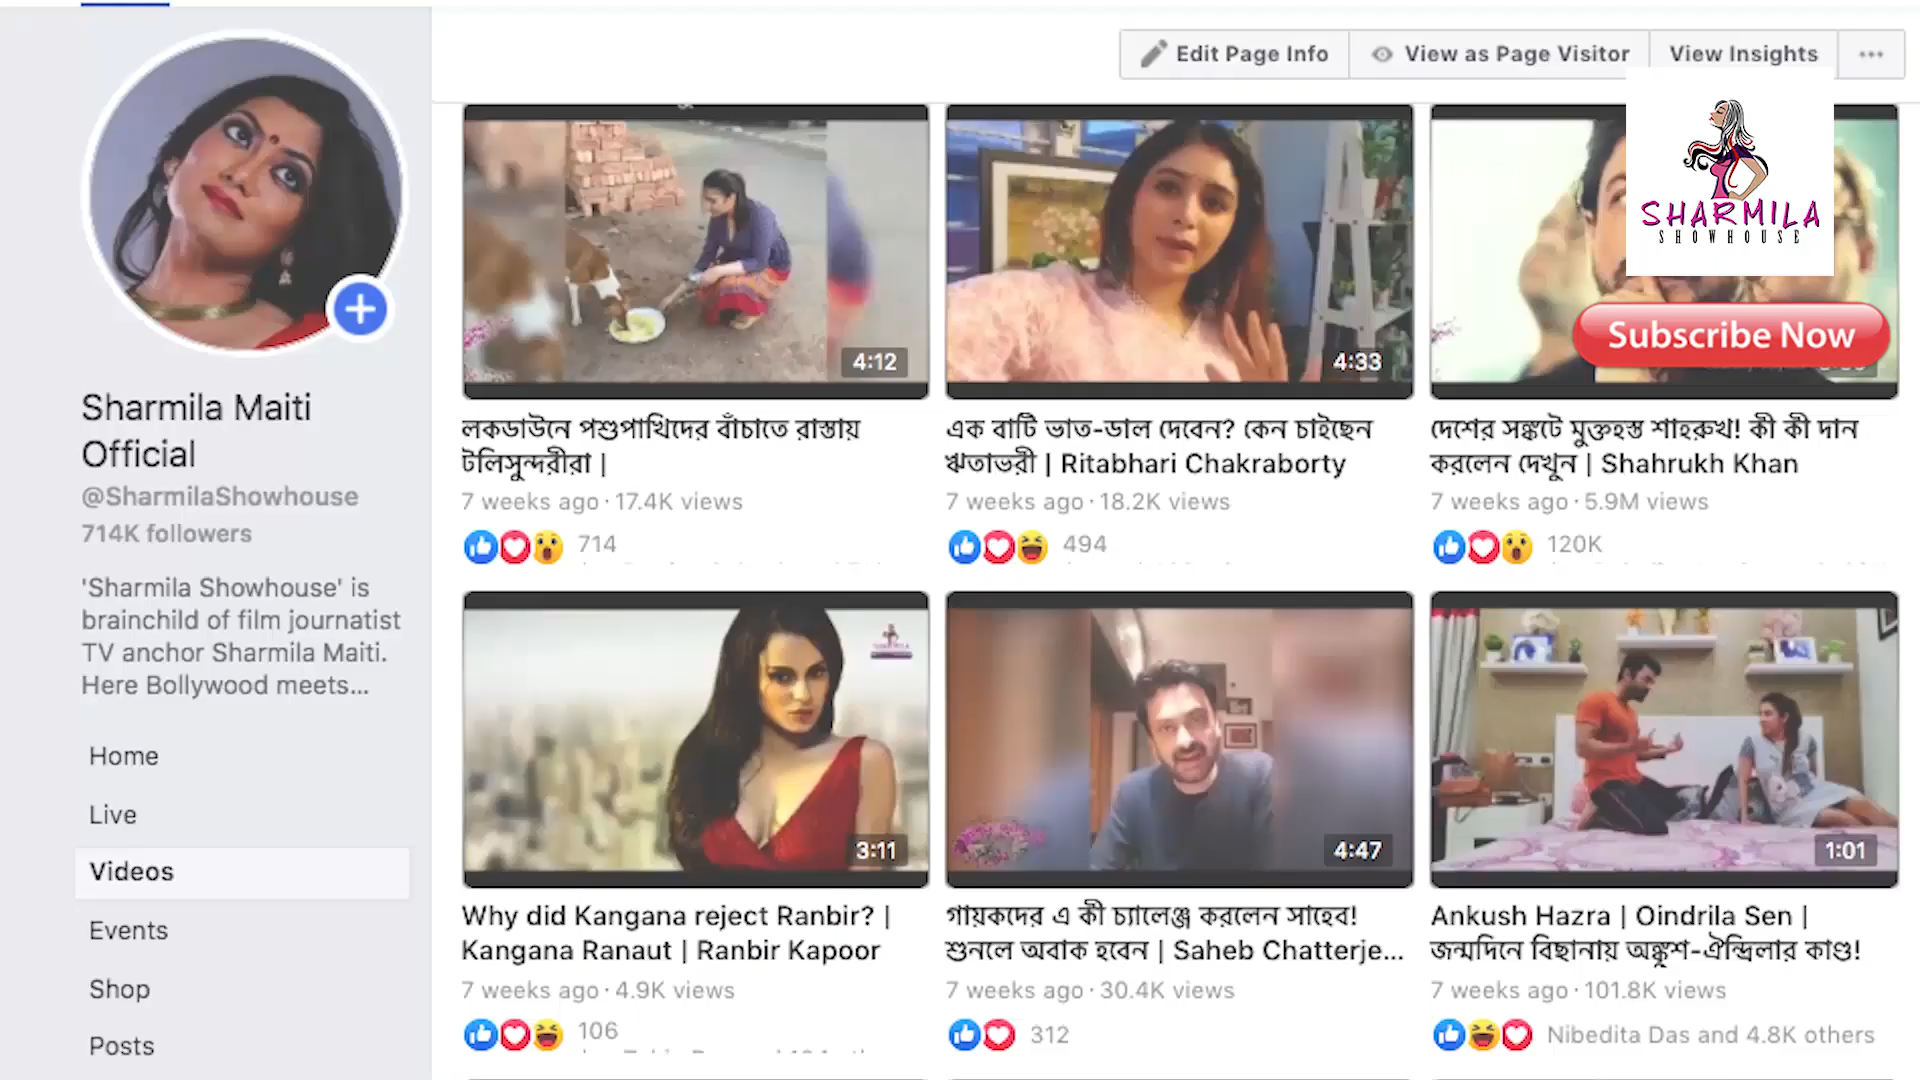 Edit Page Info
View as Page Visitor
View Insights
SHARMILA
SHOWHOUSE
Subscribe Now
Sharmila Maiti
Official
@SharmilaShowhouse
714K followers
'Sharmila Showhouse' is
brainchild of film journatist
TV anchor Sharmila Maiti.
Here Bollywood meets...
Home
Live
Videos
Events
Shop
Posts
4:12
লকডাউনে পশুপাখিদের বাঁচাতে রাস্তায়
টলিসুন্দরীরা |
7 weeks ago · 17.4K views
714
4:33
এক বাটি ভাত-ডাল দেবেন? কেন চাইছেন
ঋতাভরী | Ritabhari Chakraborty
7 weeks ago · 18.2K views
494
দেশের সঙ্কটে মুক্তহস্ত শাহরুখ! কী কী দান
করলেন দেখুন | Shahrukh Khan
7 weeks ago · 5.9M views
120K
3:11
Why did Kangana reject Ranbir? |
Kangana Ranaut | Ranbir Kapoor
7 weeks ago · 4.9K views
106
4:47
গায়কদের এ কী চ্যালেঞ্জ করলেন সাহেব!
শুনলে অবাক হবেন | Saheb Chatterje...
7 weeks ago · 30.4K views
312
1:01
Ankush Hazra | Oindrila Sen |
জন্মদিনে বিছানায় অঙ্কুশ-ঐন্দ্রিলার কাণ্ড!
7 weeks ago · 101.8K views
Nibedita Das and 4.8K others